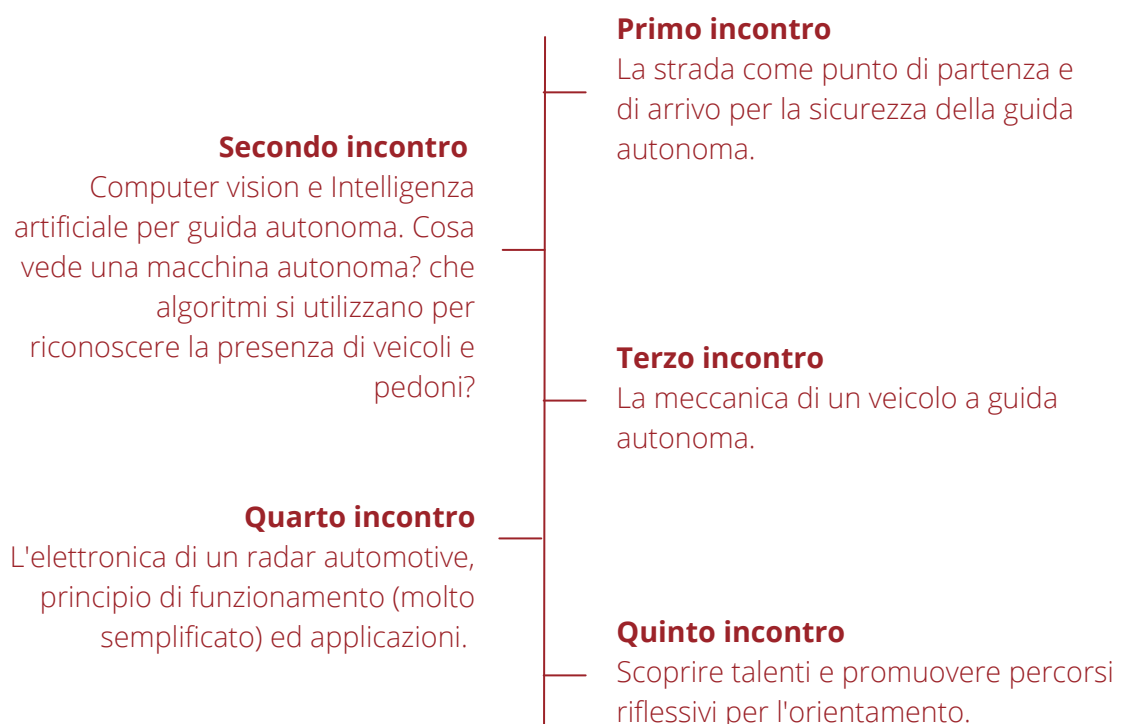 Primo incontro
La strada come punto di partenza e
di arrivo per la sicurezza della guida
autonoma.
Secondo incontro
Computer vision e Intelligenza
artificiale per guida autonoma. Cosa
vede una macchina autonoma? che
algoritmi si utilizzano per
riconoscere la presenza di veicoli e
pedoni?
Terzo incontro
La meccanica di un veicolo a guida
autonoma.
Quarto incontro
L'elettronica di un radar automotive,
principio di funzionamento (molto
semplificato) ed applicazioni.
Quinto incontro
Scoprire talenti e promuovere percorsi
riflessivi per l'orientamento.